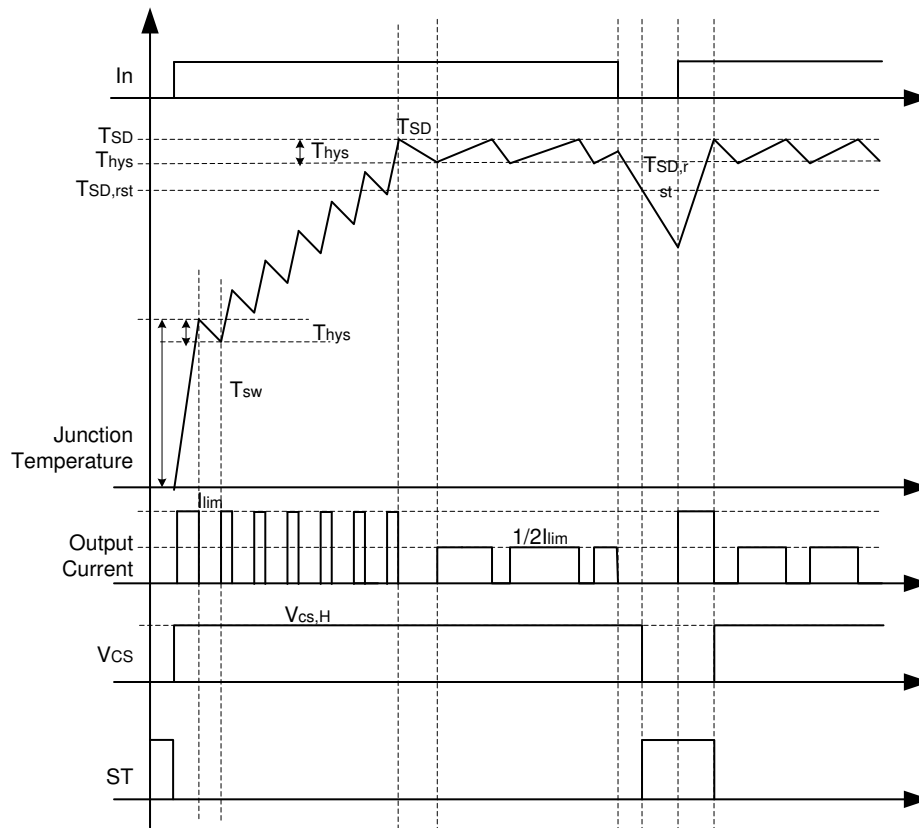 In
TSD
TSD
Thys
Thys
TSD,r
st
TSD,rst
Thys
Tsw
Junction
Temperature
Ilim
Output
Current
1/2Ilim
Vcs,H
VCS
ST